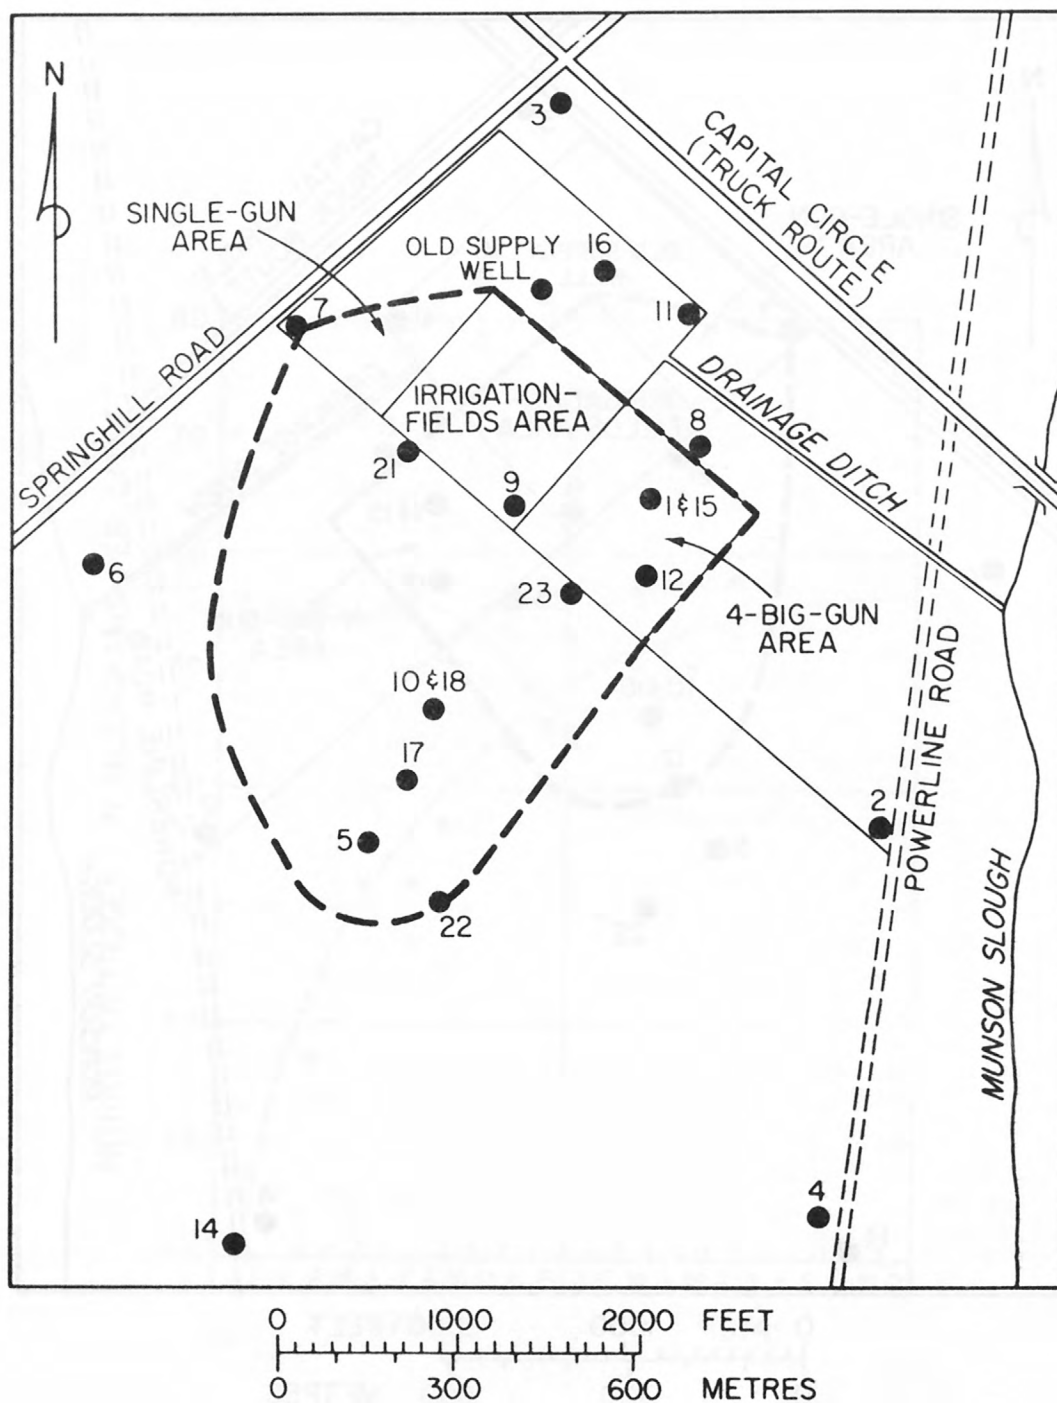 N
3
CAPITAL CIRCLE
(TRUCK ROUTE)
SINGLE-GUN
AREA
OLD SUPPLY
WELL
16
7
11
SPRINGHILL ROAD
IRRIGATION-
FIELDS AREA
DRAINAGE DITCH
8
21
9
1 & 15
6
12
23
4-BIG-GUN
AREA
10 & 18
17
POWERLINE ROAD
2
5
MUNSON SLOUGH
22
4
14
0 1000 2000 FEET
0 300 600 METRES